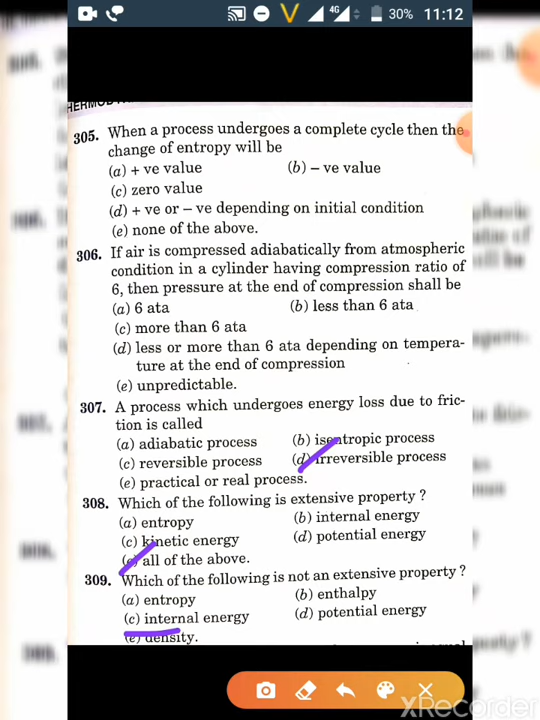 4G 30% 11:12
305. When a process undergoes a complete cycle then the
change of entropy will be
(a) + ve value (b) – ve value
(c) zero value
(d) + ve or – ve depending on initial condition
(e) none of the above.
306. If air is compressed adiabatically from atmospheric
condition in a cylinder having compression ratio of
6, then pressure at the end of compression shall be
(a) 6 ata (b) less than 6 ata
(c) more than 6 ata
(d) less or more than 6 ata depending on tempera-
ture at the end of compression
(e) unpredictable.
307. A process which undergoes energy loss due to fric-
tion is called
(a) adiabatic process (b) isentropic process
(c) reversible process (d) irreversible process
(e) practical or real process.
308. Which of the following is extensive property ?
(a) entropy (b) internal energy
(c) kinetic energy (d) potential energy
(e) all of the above.
309. Which of the following is not an extensive property ?
(a) entropy (b) enthalpy
(c) internal energy (d) potential energy
(e) density.
XRecorder